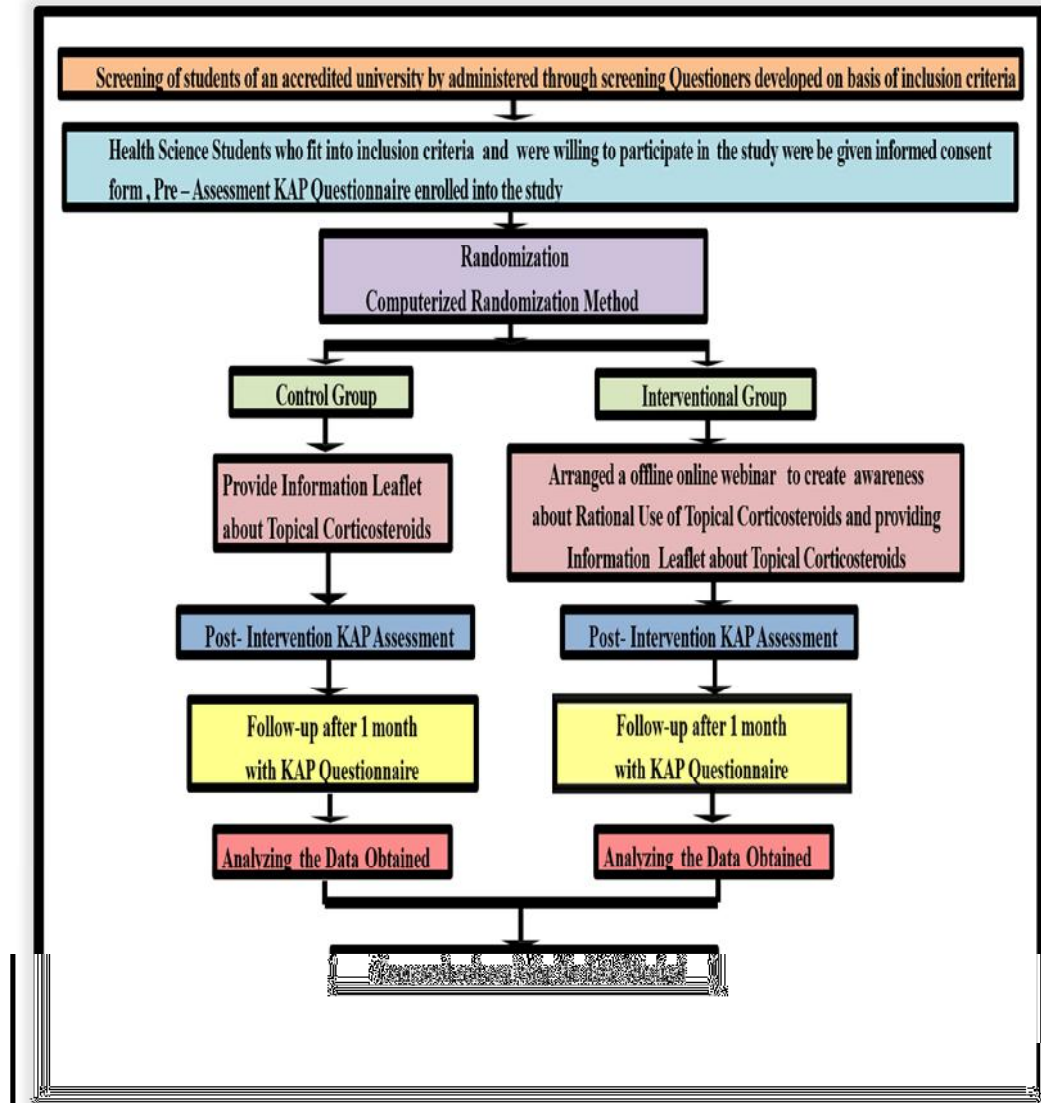 Screening of students of an accredited university by administered through screening Questioners developed on basis of inclusion criteria
Health Science Students who fit into inclusion criteria and were willing to participate in the study were be given informed consent
form , Pre – Assessment KAP Questionnaire enrolled into the study
Randomization
Computerized Randomization Method
Control Group
Interventional Group
Provide Information Leaflet
about Topical Corticosteroids
Arranged a offline online webinar to create awareness
about Rational Use of Topical Corticosteroids and providing
Information Leaflet about Topical Corticosteroids
Post- Intervention KAP Assessment
Post- Intervention KAP Assessment
Follow-up after 1 month
with KAP Questionnaire
Follow-up after 1 month
with KAP Questionnaire
Analyzing the Data Obtained
Analyzing the Data Obtained